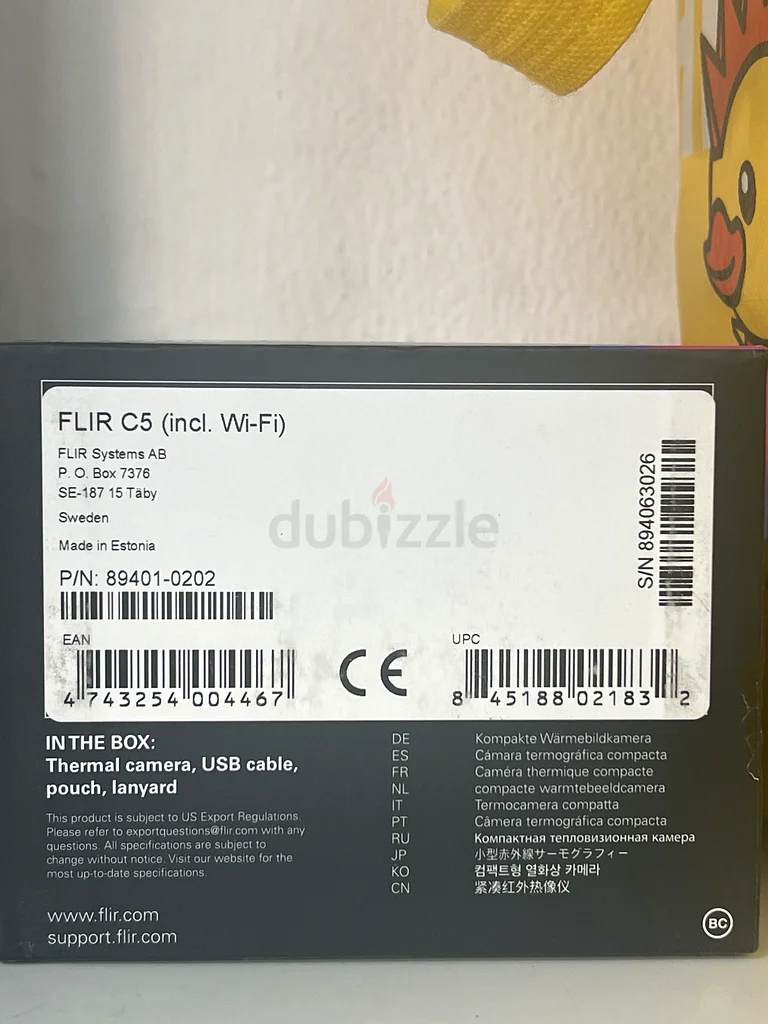 FLIR C5 (incl. Wi-Fi)
FLIR Systems AB
P. O. Box 7376
SE-187 15 Täby
Sweden
Made in Estonia
P/N: 89401-0202
S/N 894063026
dubizzle
EAN
4 743254 004467
CE
UPC
8 45188 02183 2
IN THE BOX:
Thermal camera, USB cable,
pouch, lanyard
This product is subject to US Export Regulations.
Please refer to exportquestions@flir.com with any
questions. All specifications are subject to
change without notice. Visit our website for the
most up-to-date specifications.
www.flir.com
support.flir.com
DE Kompakte Wärmebildkamera
ES Cámara termográfica compacta
FR Caméra thermique compacte
NL compacte warmtebeeldcamera
IT Termocamera compatta
PT Câmera termográfica compacta
RU Компактная тепловизионная камера
JP 小型赤外線サーモグラフィー
KO 컴팩트형 열화상 카메라
CN 紧凑红外热像仪
BC